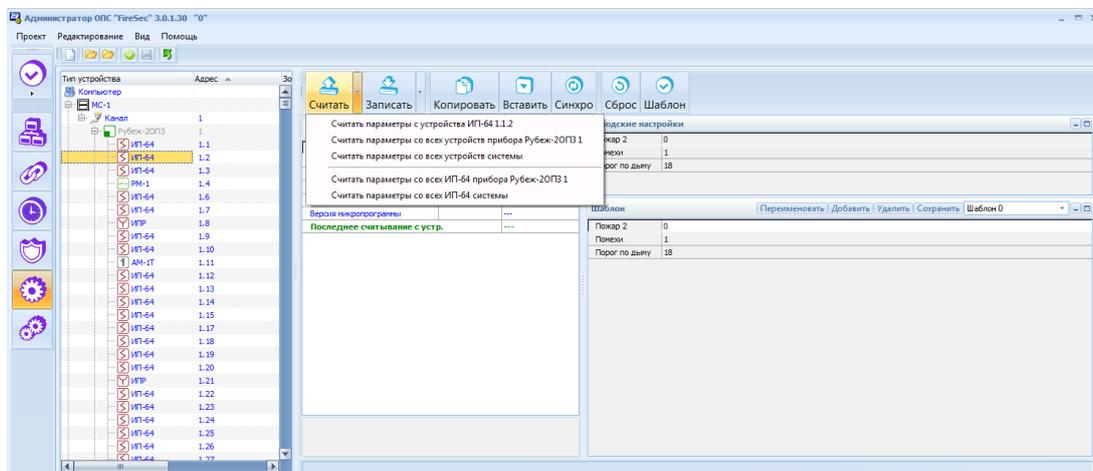 Администратор ОПС "FireSec" 3.0.1.30 "0"
Проект Редактирование Вид Помощь
Тип устройства Адрес Зо
Компьютер
МС-1
Канал 1
Рубеж-2ОП3 1
ИП-64 1.1
ИП-64 1.2
ИП-64 1.3
РМ-1 1.4
ИП-64 1.6
ИП-64 1.7
ИПР 1.8
ИП-64 1.9
ИП-64 1.10
АМ-1Т 1.11
ИП-64 1.12
ИП-64 1.13
ИП-64 1.14
ИП-64 1.15
ИП-64 1.17
ИП-64 1.18
ИП-64 1.19
ИП-64 1.20
ИПР 1.21
ИП-64 1.22
ИП-64 1.23
ИП-64 1.24
ИП-64 1.25
ИП-64 1.26
ИП-64 1.27
Считать Записать Копировать Вставить Синхро Сброс Шаблон
Считать параметры с устройства ИП-64 1.1.2
Считать параметры со всех устройств прибора Рубеж-2ОП3 1
Считать параметры со всех устройств системы
Считать параметры со всех ИП-64 прибора Рубеж-2ОП3 1
Считать параметры со всех ИП-64 системы
Версия микропрограммы ---
Последнее считывание с устр. ---
водские настройки
Пожар 2 0
Помехи 1
Порог по дыму 18
Шаблон Переименовать Добавить Удалить Сохранить Шаблон 0
Пожар 2 0
Помехи 1
Порог по дыму 18